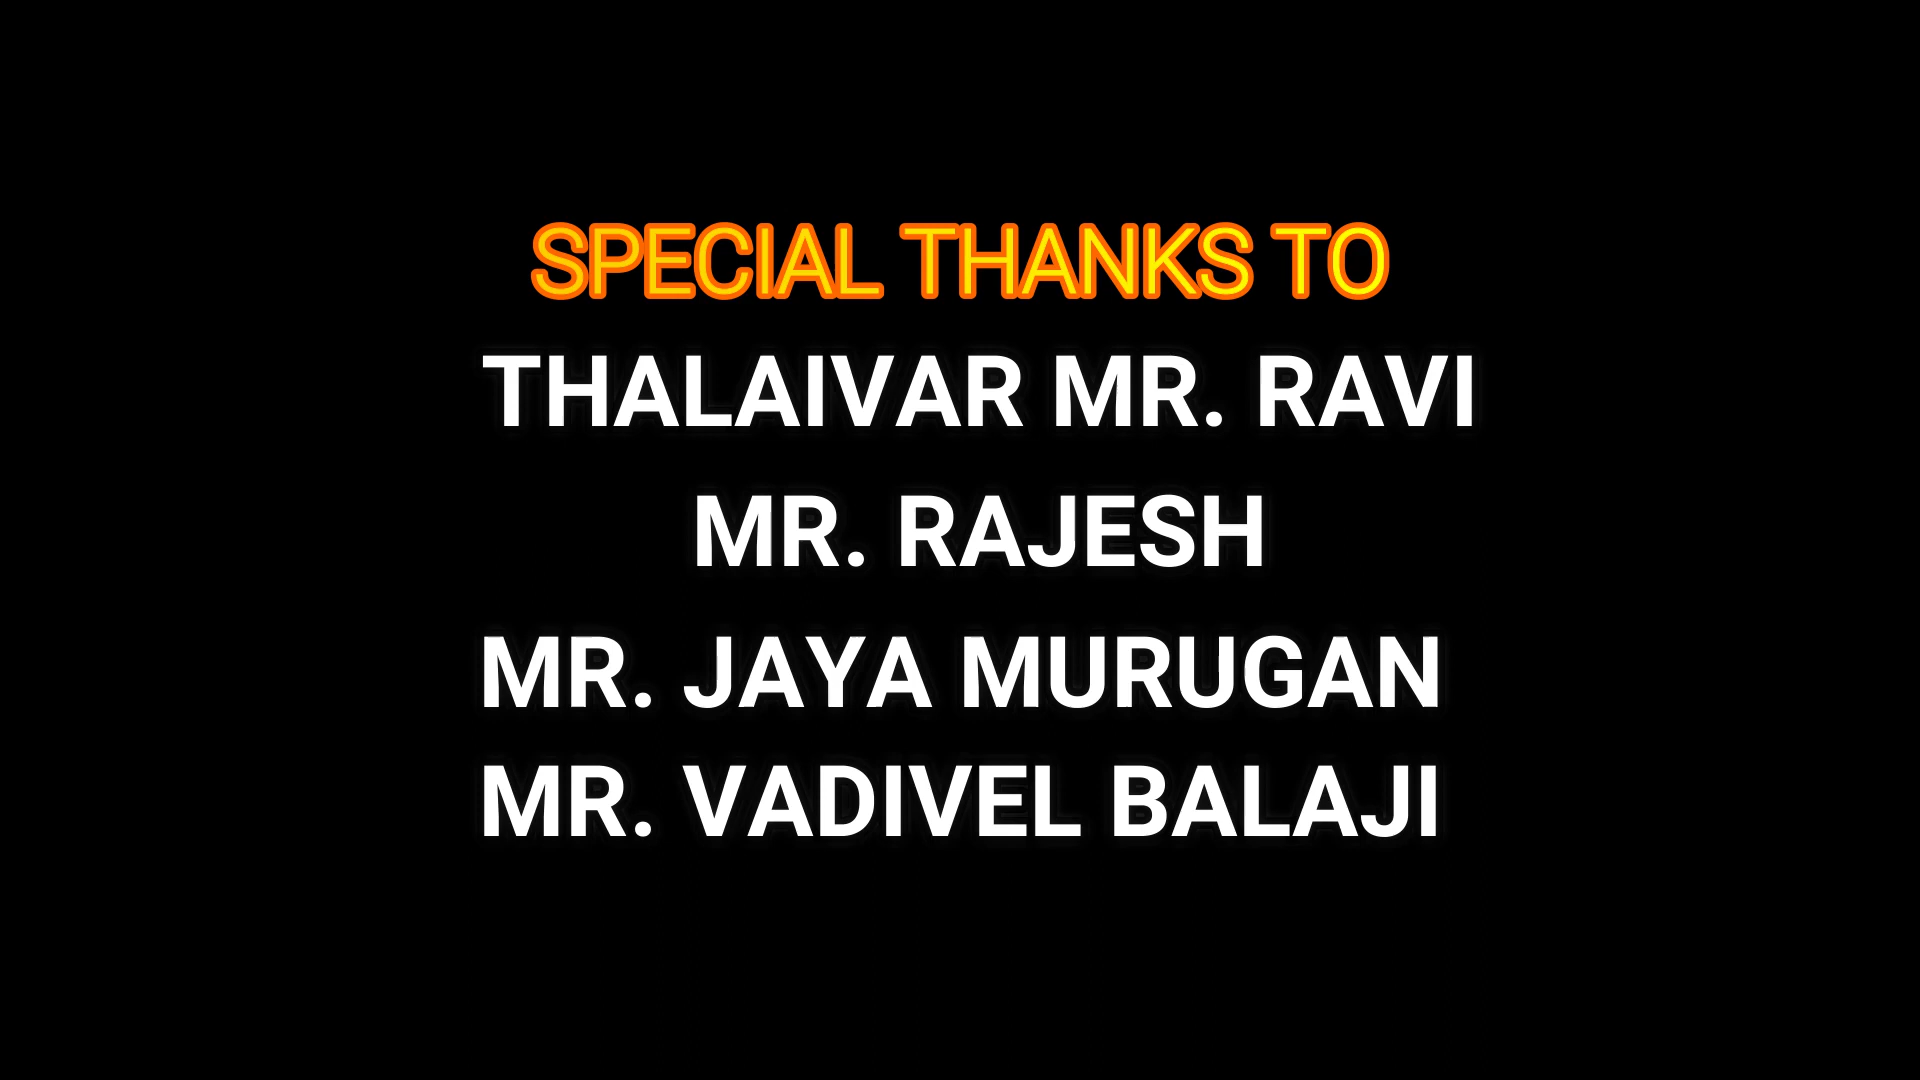 SPECIAL THANKS TO
THALAIVAR MR. RAVI
MR. RAJESH
MR. JAYA MURUGAN
MR. VADIVEL BALAJI